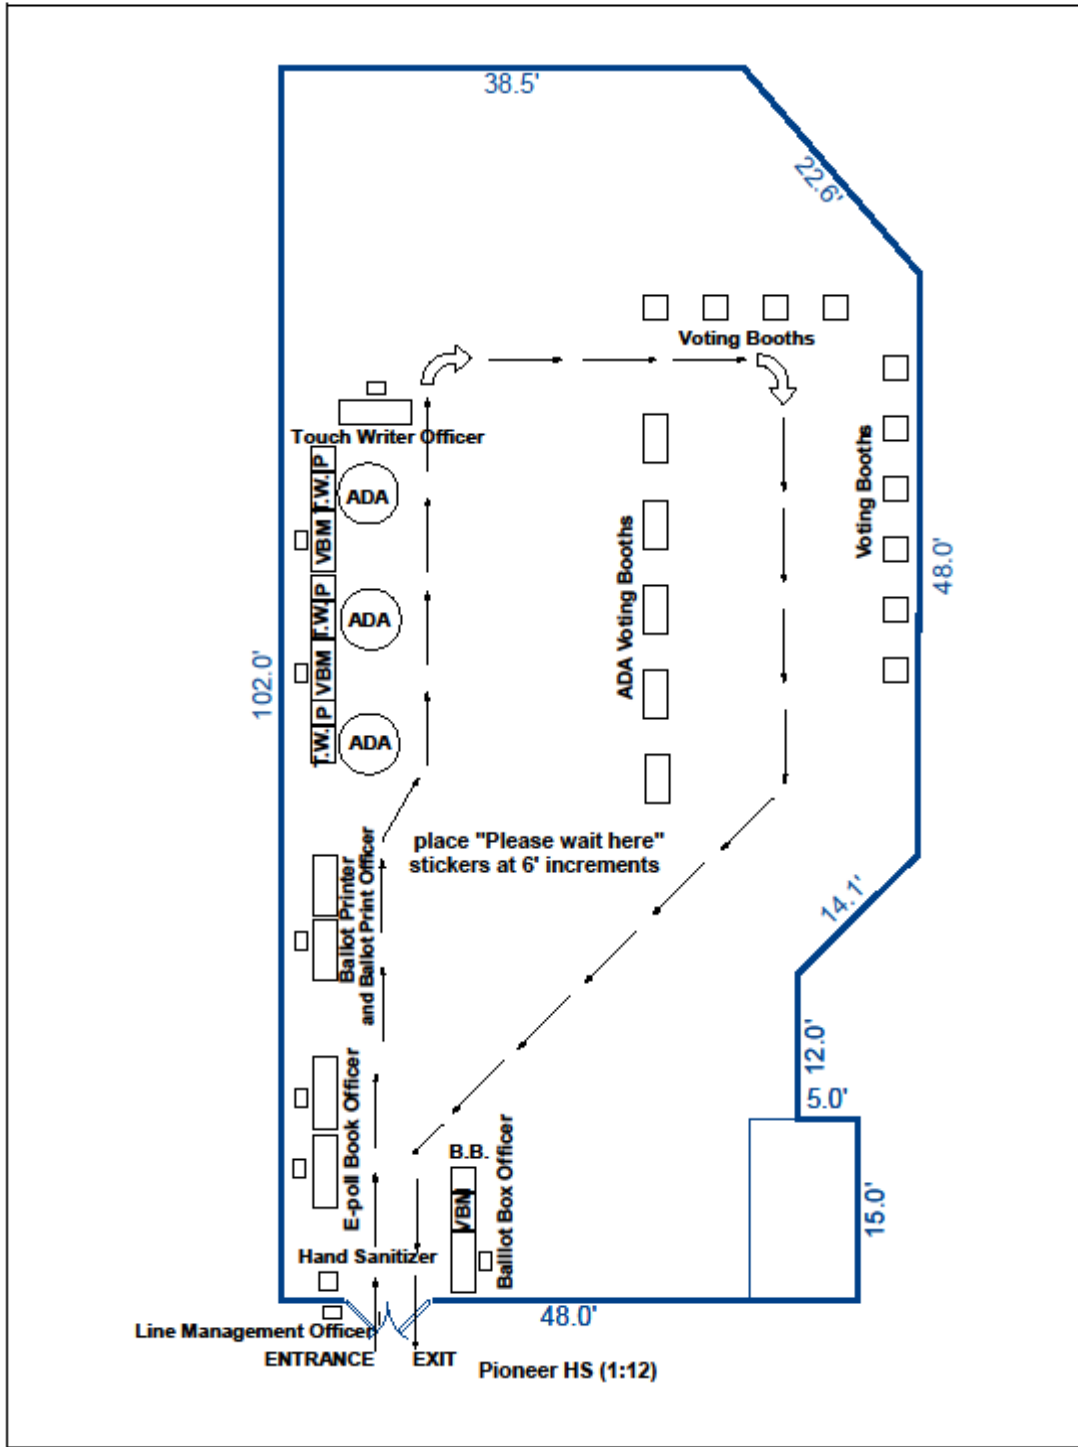 38.5'
22.6'
Voting Booths
Touch Writer Officer
P
T.W.
ADA
VBM
Voting Booths
48.0'
ADA Voting Booths
P
T.W.
ADA
VBM
102.0'
P
T.W.
ADA
place "Please wait here"
stickers at 6' increments
Ballot Printer
and Ballot Print Officer
14.1'
12.0'
5.0'
E-poll Book Officer
B.B.
VBM
Balllot Box Officer
15.0'
Hand Sanitizer
48.0'
Line Management Officer
ENTRANCE
EXIT
Pioneer HS (1:12)